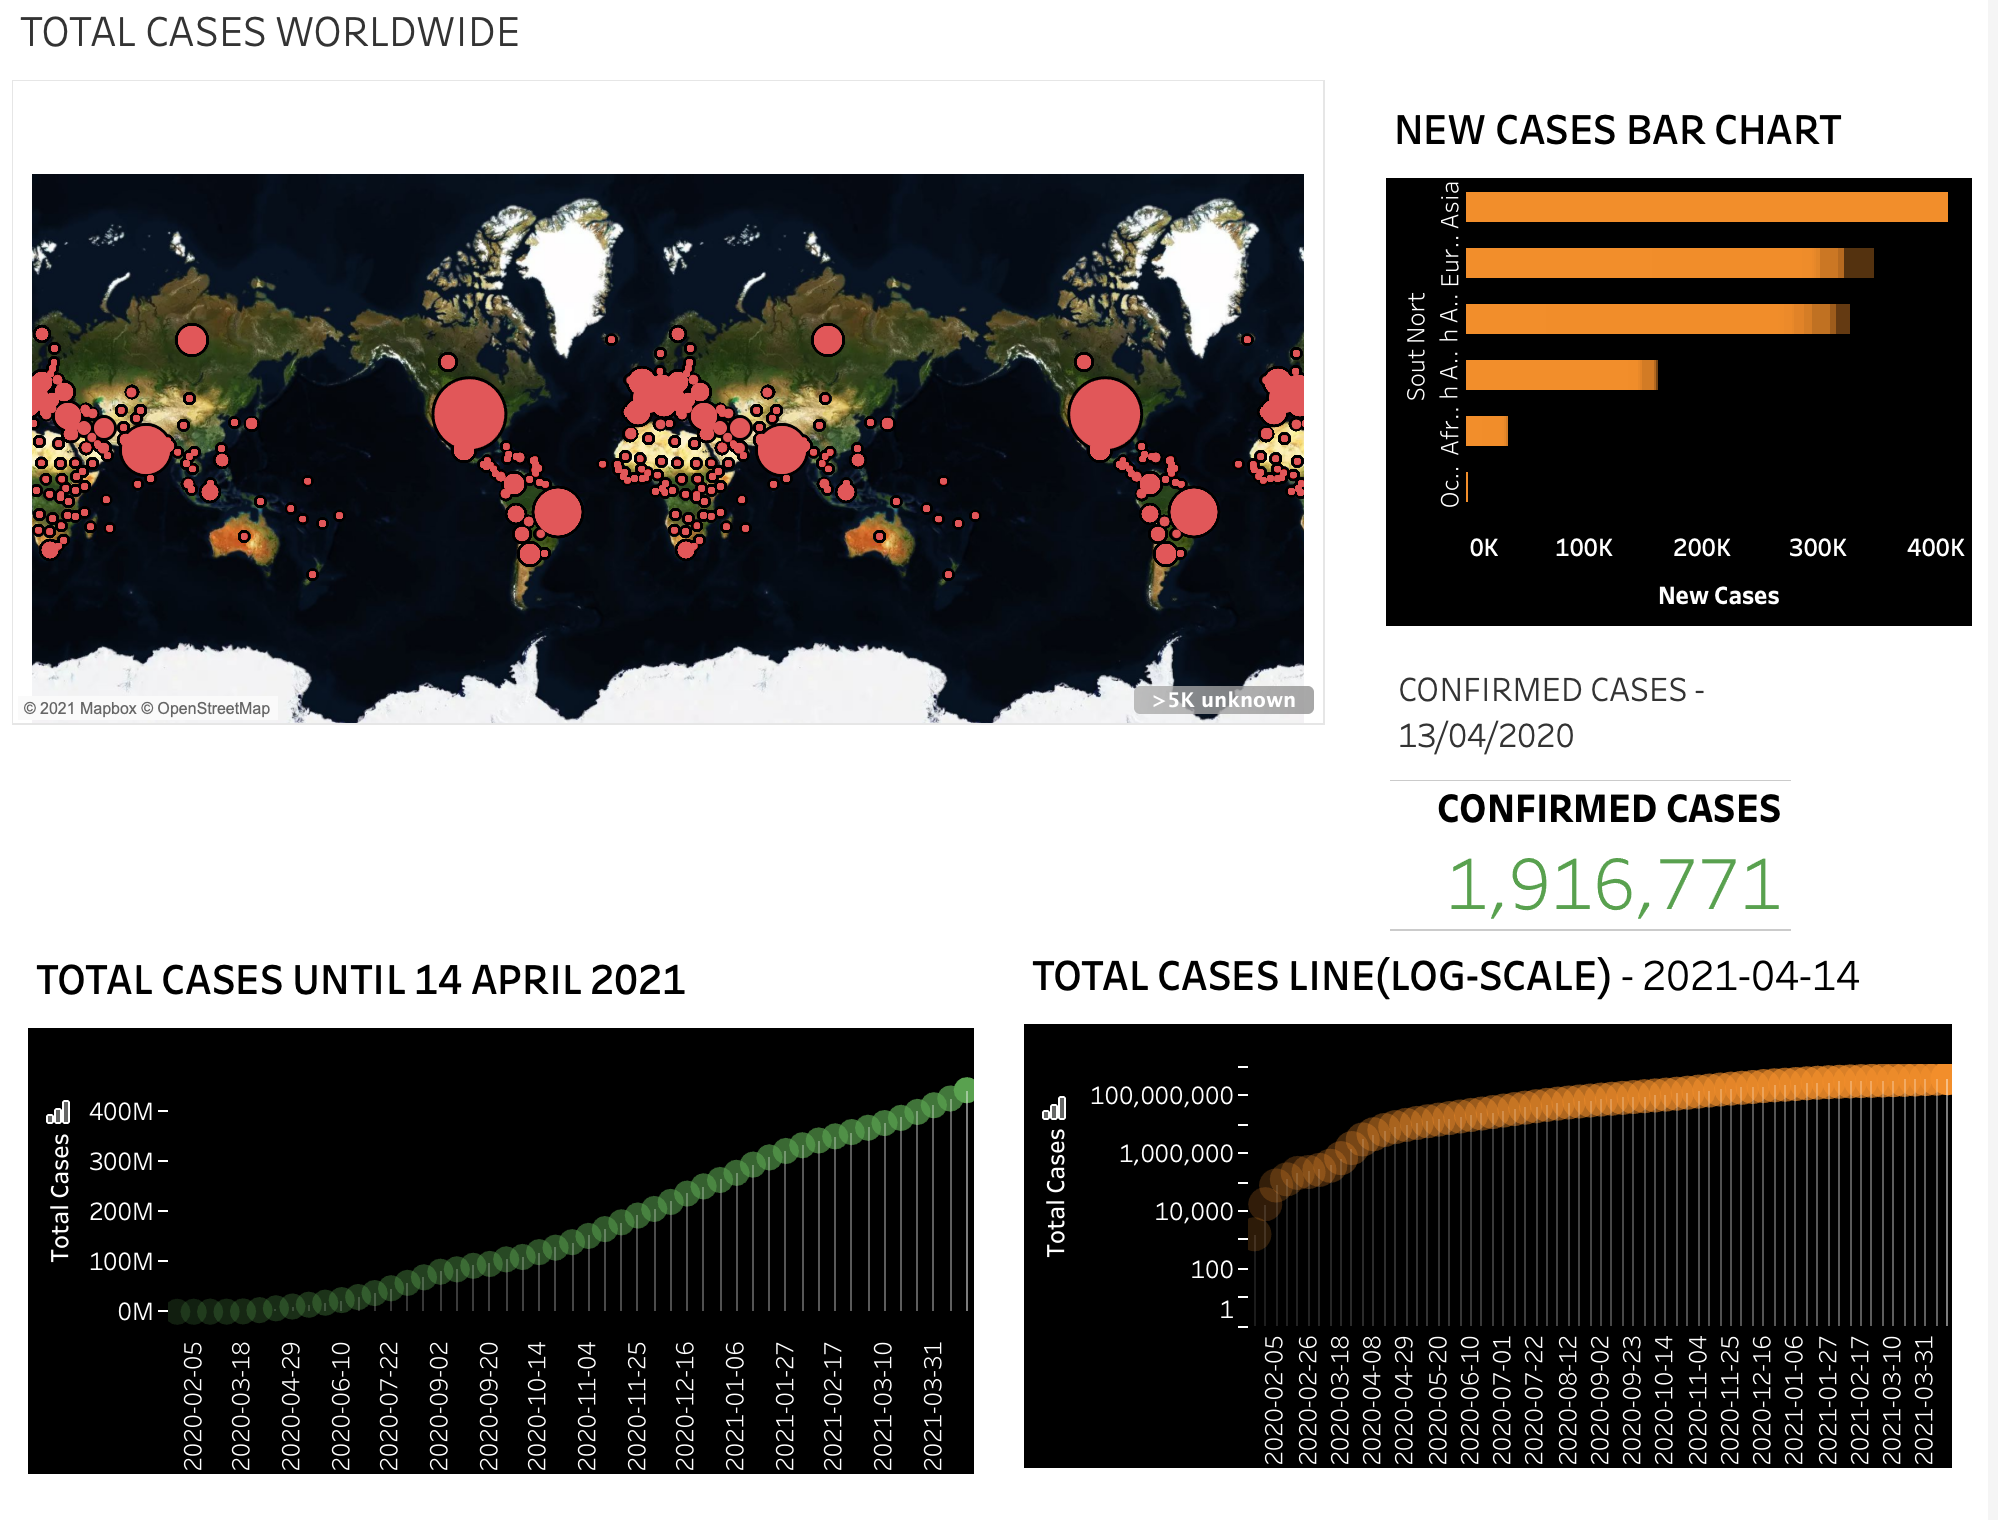 TOTAL CASES WORLDWIDE
© 2021 Mapbox © OpenStreetMap
>5K unknown
NEW CASES BAR CHART
Asia
Eur..
Nort
h A..
Sout
h A..
Afr..
Oc..
0K 100K 200K 300K 400K
New Cases
CONFIRMED CASES -
13/04/2020
CONFIRMED CASES
1,916,771
TOTAL CASES UNTIL 14 APRIL 2021
Total Cases
400M
300M
200M
100M
0M
2020-02-05
2020-03-18
2020-04-29
2020-06-10
2020-07-22
2020-09-02
2020-09-20
2020-10-14
2020-11-04
2020-11-25
2020-12-16
2021-01-06
2021-01-27
2021-02-17
2021-03-10
2021-03-31
TOTAL CASES LINE(LOG-SCALE) - 2021-04-14
Total Cases
100,000,000
1,000,000
10,000
100
1
2020-02-05
2020-02-26
2020-03-18
2020-04-08
2020-04-29
2020-05-20
2020-06-10
2020-07-01
2020-07-22
2020-08-12
2020-09-02
2020-09-23
2020-10-14
2020-11-04
2020-11-25
2020-12-16
2021-01-06
2021-01-27
2021-02-17
2021-03-10
2021-03-31